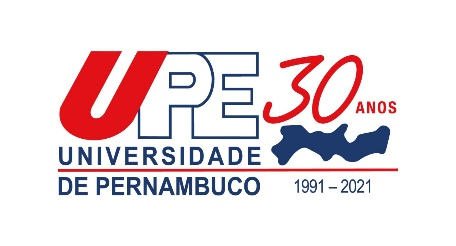 UPE 30 ANOS
UNIVERSIDADE
DE PERNAMBUCO 1991 – 2021